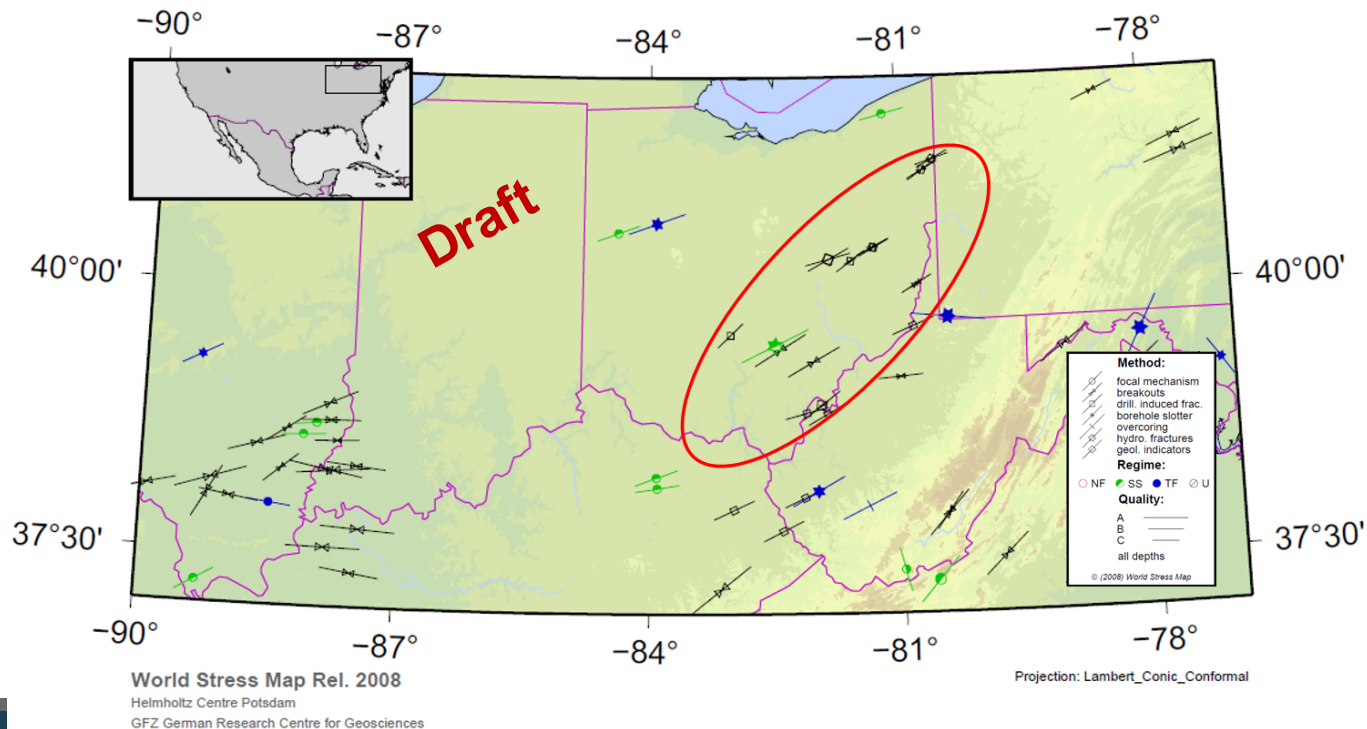 −90°
−87°
−84°
−81°
−78°
Draft
40°00'
40°00'
37°30'
37°30'
Method:
focal mechanism
breakouts
drill. induced frac.
borehole slotter
overcoring
hydro. fractures
geol. indicators
Regime:
NF SS TF U
Quality:
A
B
C
all depths
© (2008) World Stress Map
−90°
−87°
−84°
−81°
−78°
World Stress Map Rel. 2008
Projection: Lambert_Conic_Conformal
Helmholtz Centre Potsdam
GFZ German Research Centre for Geosciences